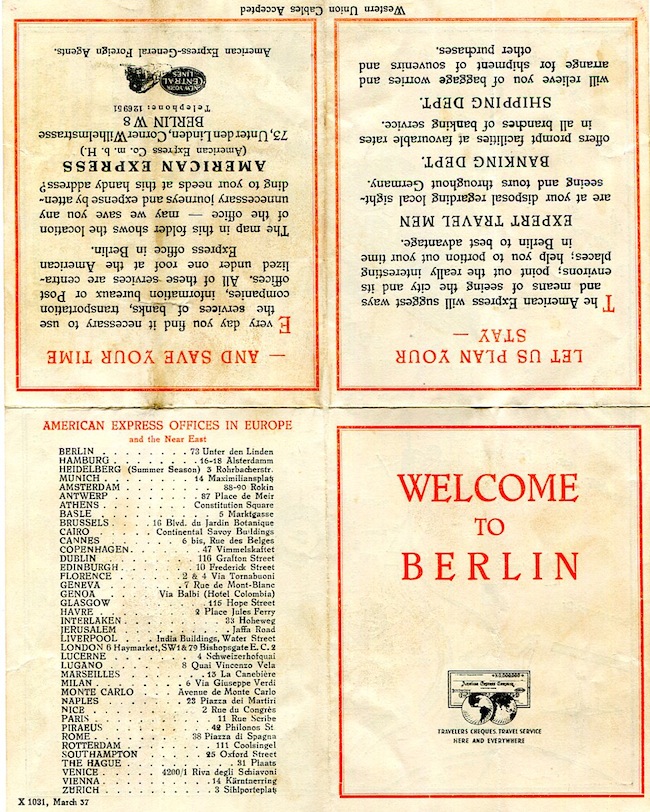 LET US PLAN YOUR
STAY —
The American Express will suggest ways
and means of seeing the city and its
environs; point out the really interesting
places; help you to portion out your time
in Berlin to best advantage.
EXPERT TRAVEL MEN
are at your disposal regarding local sight-
seeing and tours throughout Germany.
BANKING DEPT.
offers prompt facilities at favourable rates
in all branches of banking service.
SHIPPING DEPT.
will relieve you of baggage worries and
arrange for shipment of souvenirs and
other purchases.
— AND SAVE YOUR TIME
Every day you find it necessary to use
the services of banks, transportation
companies, information bureaux or Post
offices. All of these services are centra-
lized under one roof at the American
Express office in Berlin.
The map in this folder shows the location
of the office — may we save you any
unnecessary journeys and expense by atten-
ding to your needs at this handy address?
AMERICAN EXPRESS
(American Express Co. m. b. H.)
73, Unter den Linden, Corner Wilhelmstrasse
BERLIN W 8
Telephone: 126951
NEW YORK
CENTRAL
LINES
American Express-General Foreign Agents.
Western Union Cables Accepted
AMERICAN EXPRESS OFFICES IN EUROPE
and the Near East
BERLIN . . . . . . . . . 73 Unter den Linden
HAMBURG . . . . . . . . 16-18 Alsterdamm
HEIDELBERG (Summer Season) 3 Rohrbacherstr.
MUNICH . . . . . . . . 14 Maximiliansplatz
AMSTERDAM . . . . . . . . 88-90 Rokin
ANTWERP . . . . . . . . 87 Place de Meir
ATHENS . . . . . . . . Constitution Square
BASLE . . . . . . . . . 5 Marktgasse
BRUSSELS . . . . 16 Blvd. du Jardin Botanique
CAIRO . . . . . Continental Savoy Buildings
CANNES . . . . . . 6 bis, Rue des Belges
COPENHAGEN . . . . . . 47 Vimmelskaftet
DUBLIN . . . . . . . . 116 Grafton Street
EDINBURGH . . . . . . 10 Frederick Street
FLORENCE . . . . . . 2 & 4 Via Tornabuoni
GENEVA . . . . . . . 7 Rue de Mont-Blanc
GENOA . . . . . . Via Balbi (Hotel Colombia)
GLASGOW . . . . . . . . 115 Hope Street
HAVRE . . . . . . . . 2 Place Jules Ferry
INTERLAKEN . . . . . . . . 33 Hoheweg
JERUSALEM . . . . . . . . Jaffa Road
LIVERPOOL . . . India Buildings, Water Street
LONDON 6 Haymarket, SW1 & 79 Bishopsgate E. C. 2
LUCERNE . . . . . . . 4 Schweizerhofquai
LUGANO . . . . . . . 8 Quai Vincenzo Vela
MARSEILLES . . . . . . . 13 La Canebière
MILAN . . . . . . . . 6 Via Giuseppe Verdi
MONTE CARLO . . . . Avenue de Monte Carlo
NAPLES . . . . . . . 23 Piazza dei Martiri
NICE . . . . . . . . . 2 Rue du Congrès
PARIS . . . . . . . . . 11 Rue Scribe
PIRAEUS . . . . . . . . 42 Philonos St.
ROME . . . . . . . . 38 Piazza di Spagna
ROTTERDAM . . . . . . . 111 Coolsingel
SOUTHAMPTON . . . . . . 25 Oxford Street
THE HAGUE . . . . . . . . 31 Plaats
VENICE . . . . . 4200/1 Riva degli Schiavoni
VIENNA . . . . . . . . 14 Kärntnerring
ZÜRICH . . . . . . . . 3 Sihlporteplatz
X 1031, March 37
WELCOME
TO
BERLIN
American Express Company
TRAVELERS CHEQUES, TRAVEL SERVICE
HERE AND EVERYWHERE